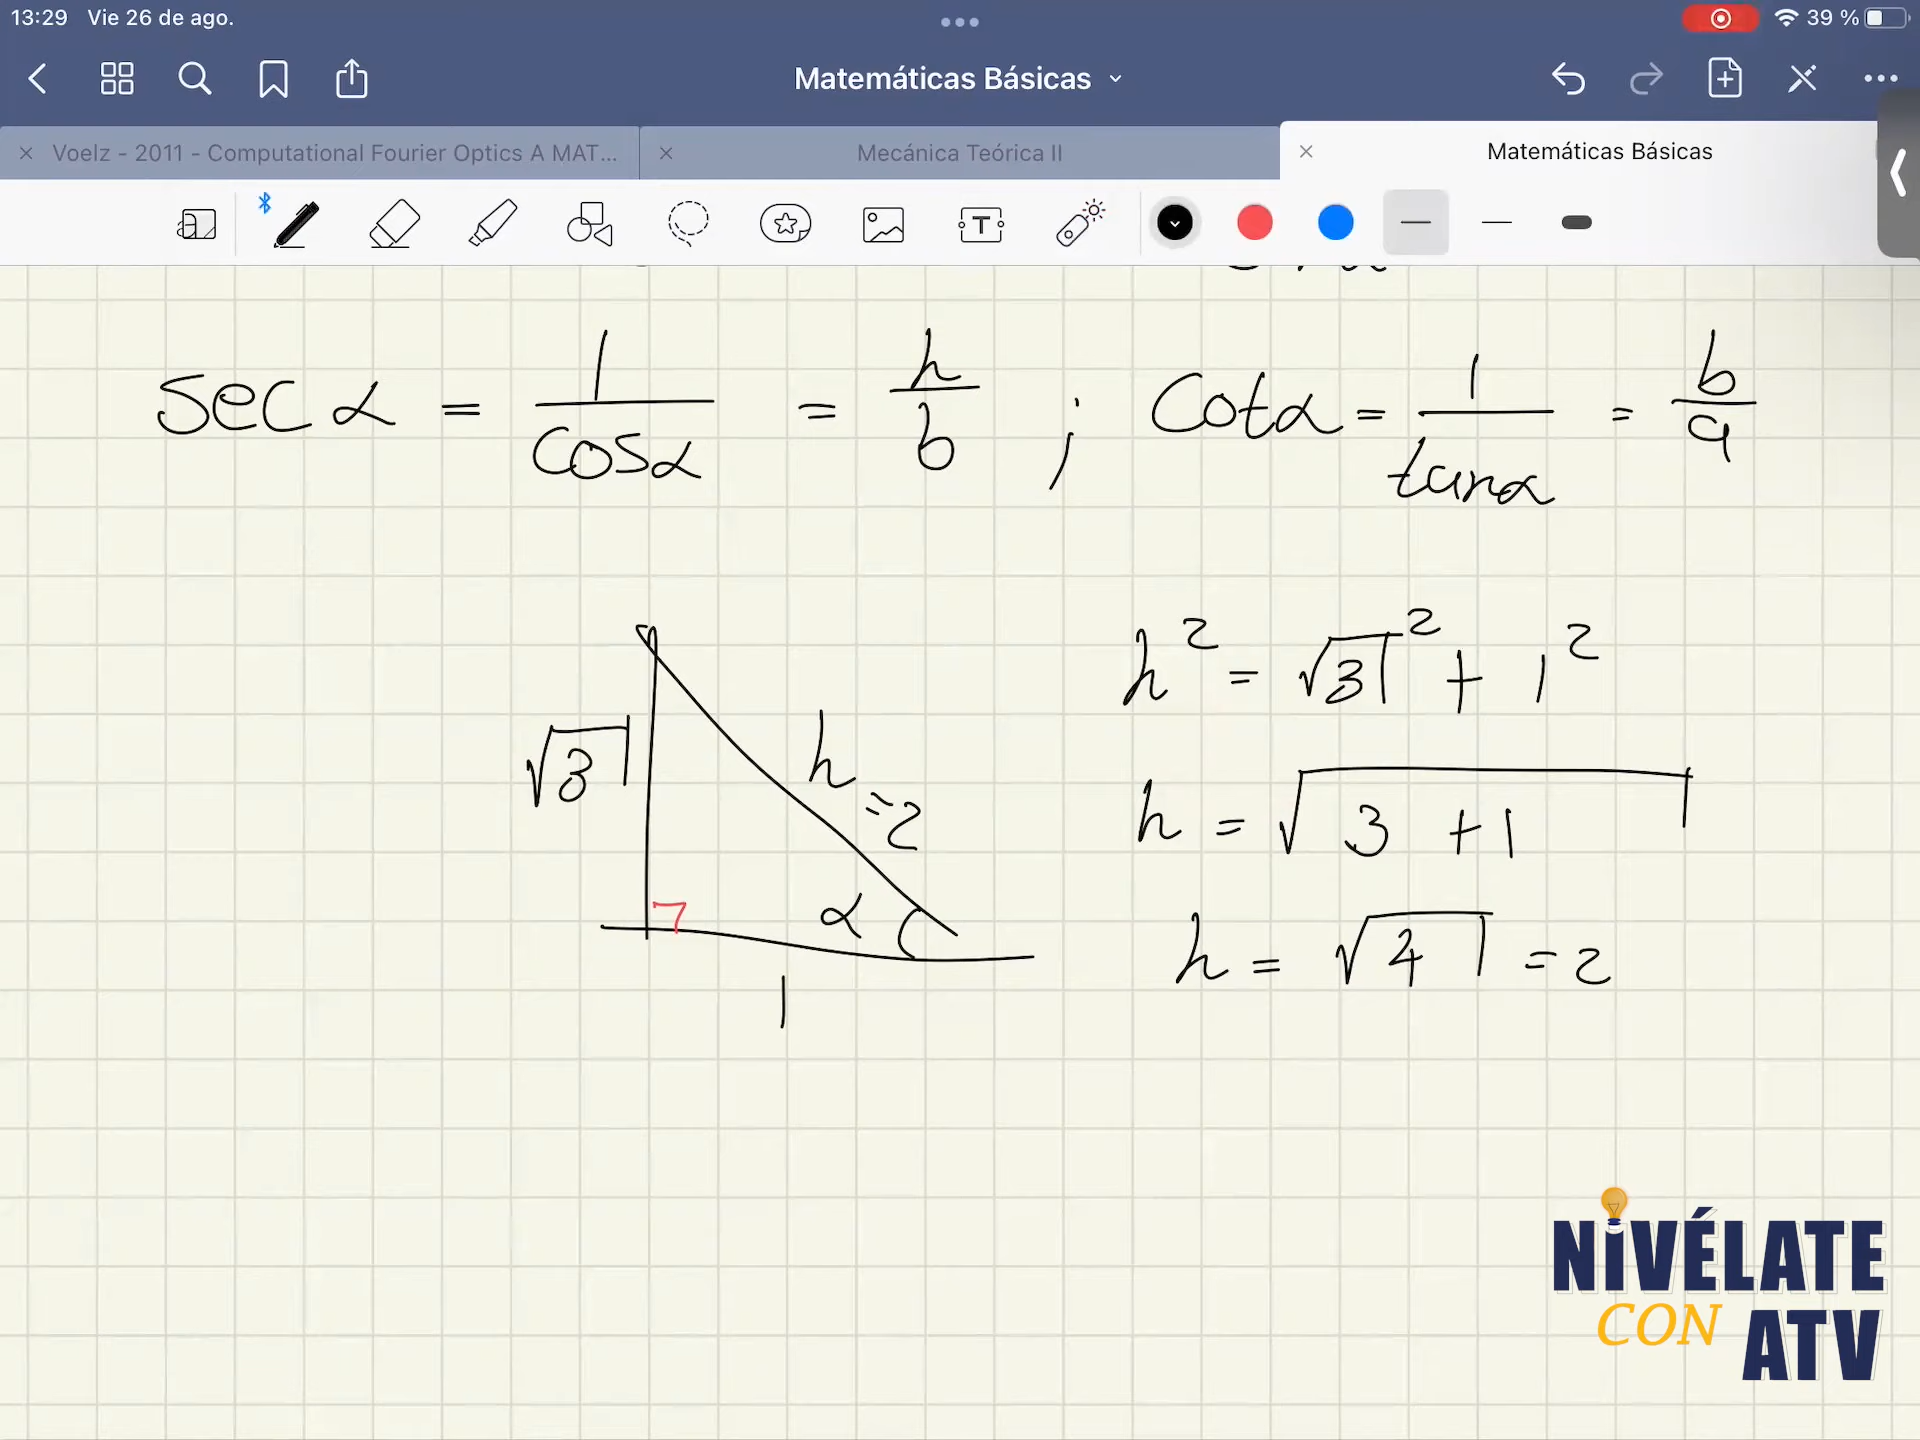 13:29 Vie 26 de ago.
39 %
Matemáticas Básicas
Voelz - 2011 - Computational Fourier Optics A MAT...
Mecánica Teórica II
Matemáticas Básicas
sec α = 1/cosα = h/b ; Cotα = 1/tanα = b/a
h² = √3² + 1²
√3
h = 2
h = √3 + 1
α
h = √4 = 2
1
NIVÉLATE
CON
ATV